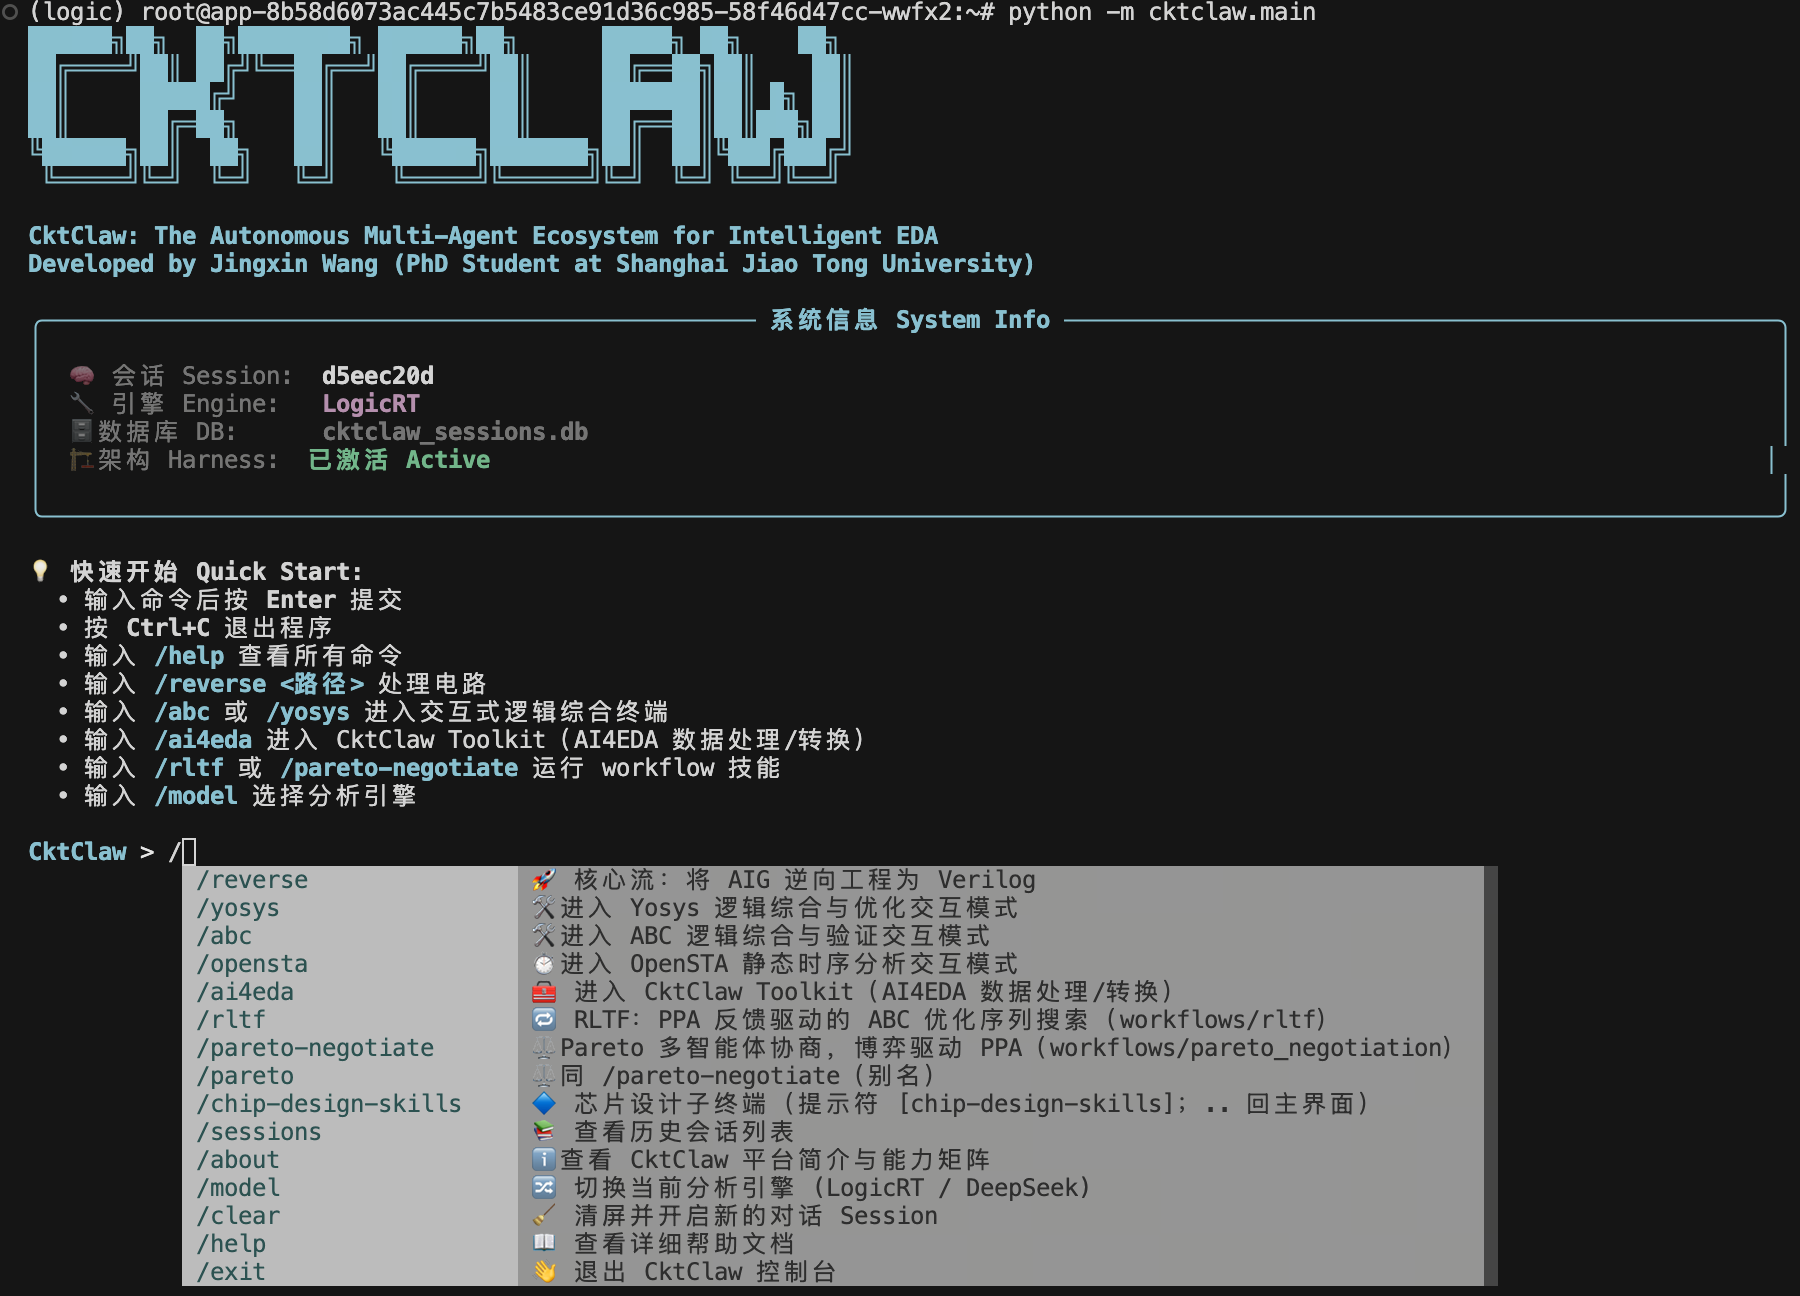 (logic) root@app-8b58d6073ac445c7b5483ce91d36c985-58f46d47cc-wwfx2:~# python -m cktclaw.main
CKTCLAW
CktClaw: The Autonomous Multi-Agent Ecosystem for Intelligent EDA
Developed by Jingxin Wang (PhD Student at Shanghai Jiao Tong University)
系统信息 System Info
🧠 会话 Session: d5eec20d
🔧 引擎 Engine: LogicRT
🗄️数据库 DB: cktclaw_sessions.db
🏗️架构 Harness: 已激活 Active
💡 快速开始 Quick Start:
• 输入命令后按 Enter 提交
• 按 Ctrl+C 退出程序
• 输入 /help 查看所有命令
• 输入 /reverse <路径> 处理电路
• 输入 /abc 或 /yosys 进入交互式逻辑综合终端
• 输入 /ai4eda 进入 CktClaw Toolkit（AI4EDA 数据处理/转换）
• 输入 /rltf 或 /pareto-negotiate 运行 workflow 技能
• 输入 /model 选择分析引擎
CktClaw > /
/reverse 🚀 核心流：将 AIG 逆向工程为 Verilog
/yosys 🛠️进入 Yosys 逻辑综合与优化交互模式
/abc 🛠️进入 ABC 逻辑综合与验证交互模式
/opensta ⏱️进入 OpenSTA 静态时序分析交互模式
/ai4eda 🧰 进入 CktClaw Toolkit（AI4EDA 数据处理/转换）
/rltf 🔁 RLTF：PPA 反馈驱动的 ABC 优化序列搜索（workflows/rltf）
/pareto-negotiate ⚖️Pareto 多智能体协商，博弈驱动 PPA（workflows/pareto_negotiation）
/pareto ⚖️同 /pareto-negotiate（别名）
/chip-design-skills 🔷 芯片设计子终端（提示符 [chip-design-skills]；.. 回主界面）
/sessions 📚 查看历史会话列表
/about ℹ️查看 CktClaw 平台简介与能力矩阵
/model 🔀 切换当前分析引擎 (LogicRT / DeepSeek)
/clear 🧹 清屏并开启新的对话 Session
/help 📖 查看详细帮助文档
/exit 👋 退出 CktClaw 控制台